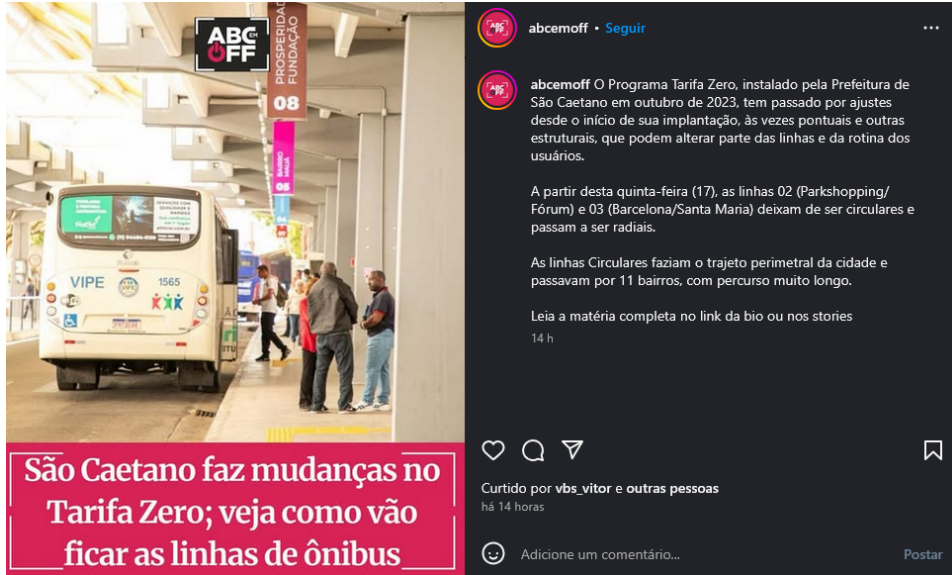 ABC EM OFF
PROSPERIDADE
FUNDAÇÃO
08
BAIRRO
MAUÁ
05
VIPE
1565
São Caetano faz mudanças no
Tarifa Zero; veja como vão
ficar as linhas de ônibus
abcemoff • Seguir
abcemoff O Programa Tarifa Zero, instalado pela Prefeitura de
São Caetano em outubro de 2023, tem passado por ajustes
desde o início de sua implantação, às vezes pontuais e outras
estruturais, que podem alterar parte das linhas e da rotina dos
usuários.
A partir desta quinta-feira (17), as linhas 02 (Parkshopping/
Fórum) e 03 (Barcelona/Santa Maria) deixam de ser circulares e
passam a ser radiais.
As linhas Circulares faziam o trajeto perimetral da cidade e
passavam por 11 bairros, com percurso muito longo.
Leia a matéria completa no link da bio ou nos stories
14 h
Curtido por vbs_vitor e outras pessoas
há 14 horas
Adicione um comentário...
Postar